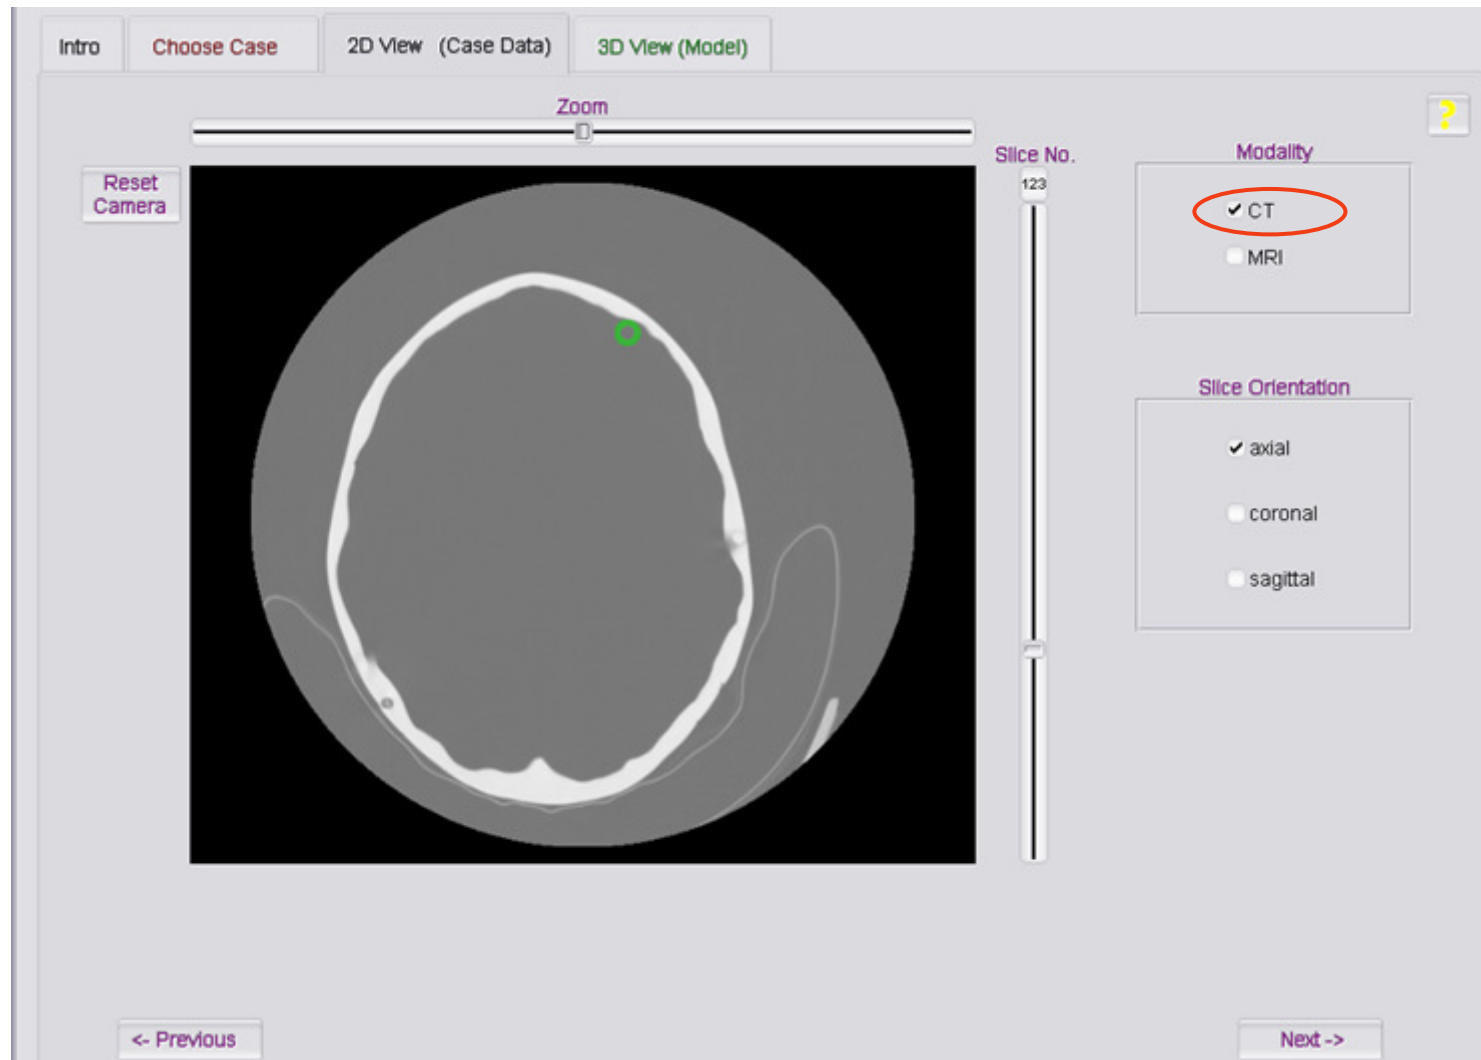 Intro
Choose Case
2D View (Case Data)
3D View (Model)
Zoom
?
Reset
Camera
Slice No.
123
Modality
CT
MRI
Slice Orientation
axial
coronal
sagittal
<- Previous
Next ->